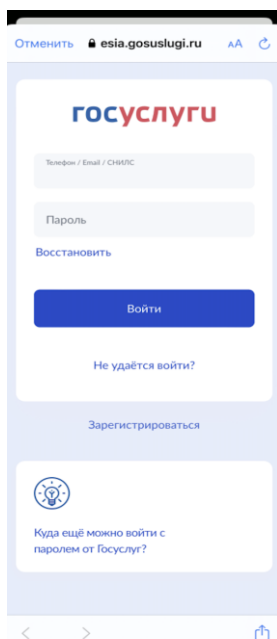 Отменить esia.gosuslugi.ru AA
госуслуги
Телефон / Email / СНИЛС
Пароль
Восстановить
Войти
Не удаётся войти?
Зарегистрироваться
Куда ещё можно войти с
паролем от Госуслуг?